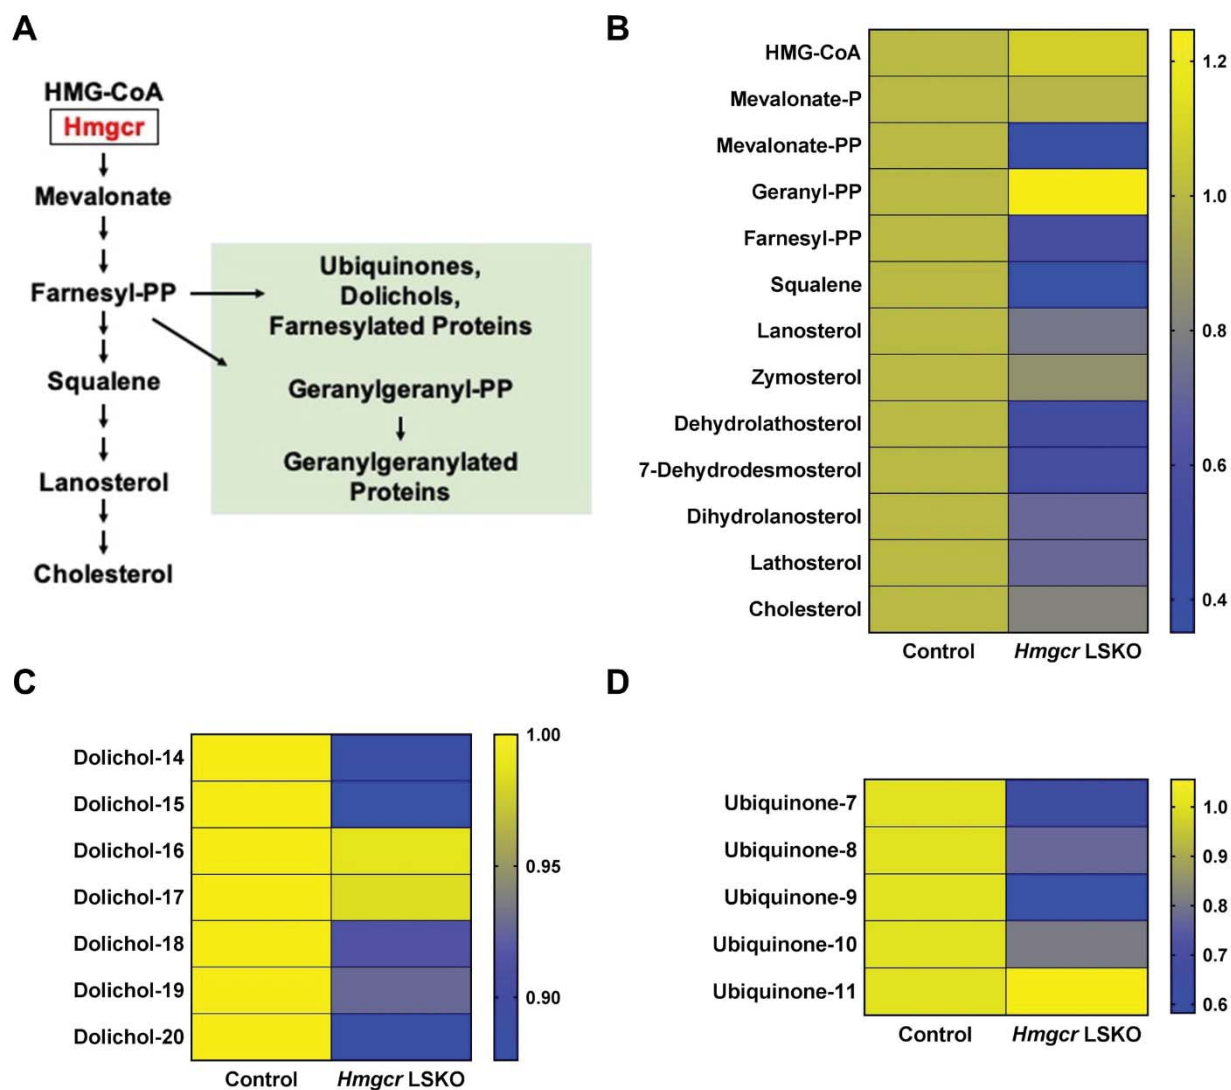 A
HMG-CoA
Hmgcr
Mevalonate
Farnesyl-PP
Squalene
Lanosterol
Cholesterol
Ubiquinones,
Dolichols,
Farnesylated Proteins
Geranylgeranyl-PP
Geranylgeranylated
Proteins
B
HMG-CoA
Mevalonate-P
Mevalonate-PP
Geranyl-PP
Farnesyl-PP
Squalene
Lanosterol
Zymosterol
Dehydrolathosterol
7-Dehydrodesmosterol
Dihydrolanosterol
Lathosterol
Cholesterol
Control Hmgcr LSKO
1.2
1.0
0.8
0.6
0.4
C
Dolichol-14
Dolichol-15
Dolichol-16
Dolichol-17
Dolichol-18
Dolichol-19
Dolichol-20
Control Hmgcr LSKO
1.00
0.95
0.90
D
Ubiquinone-7
Ubiquinone-8
Ubiquinone-9
Ubiquinone-10
Ubiquinone-11
Control Hmgcr LSKO
1.0
0.9
0.8
0.7
0.6